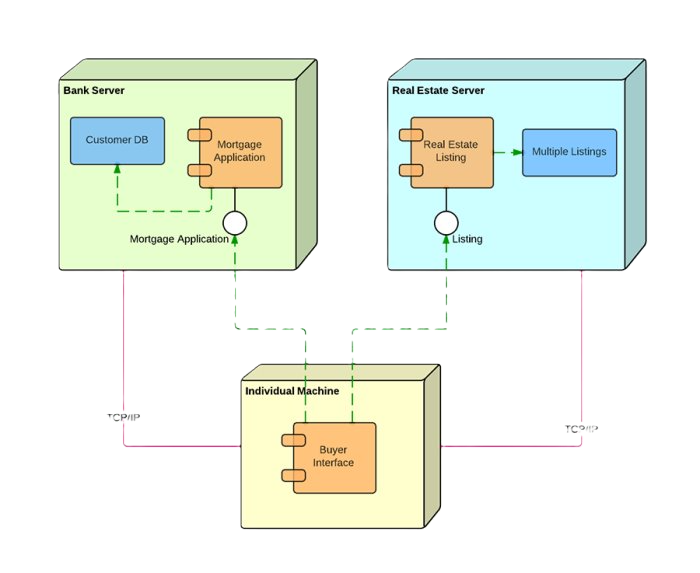 Bank Server
Customer DB
Mortgage
Application
Mortgage Application
Real Estate Server
Real Estate
Listing
Multiple Listings
Listing
Individual Machine
Buyer
Interface
TCP/IP
TCP/IP